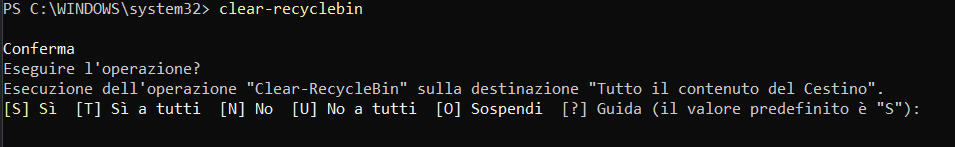 PS C:\WINDOWS\system32> clear-recyclebin
Conferma
Eseguire l'operazione?
Esecuzione dell'operazione "Clear-RecycleBin" sulla destinazione "Tutto il contenuto del Cestino".
[S] Sì  [T] Sì a tutti  [N] No  [U] No a tutti  [O] Sospendi  [?] Guida (il valore predefinito è "S"):